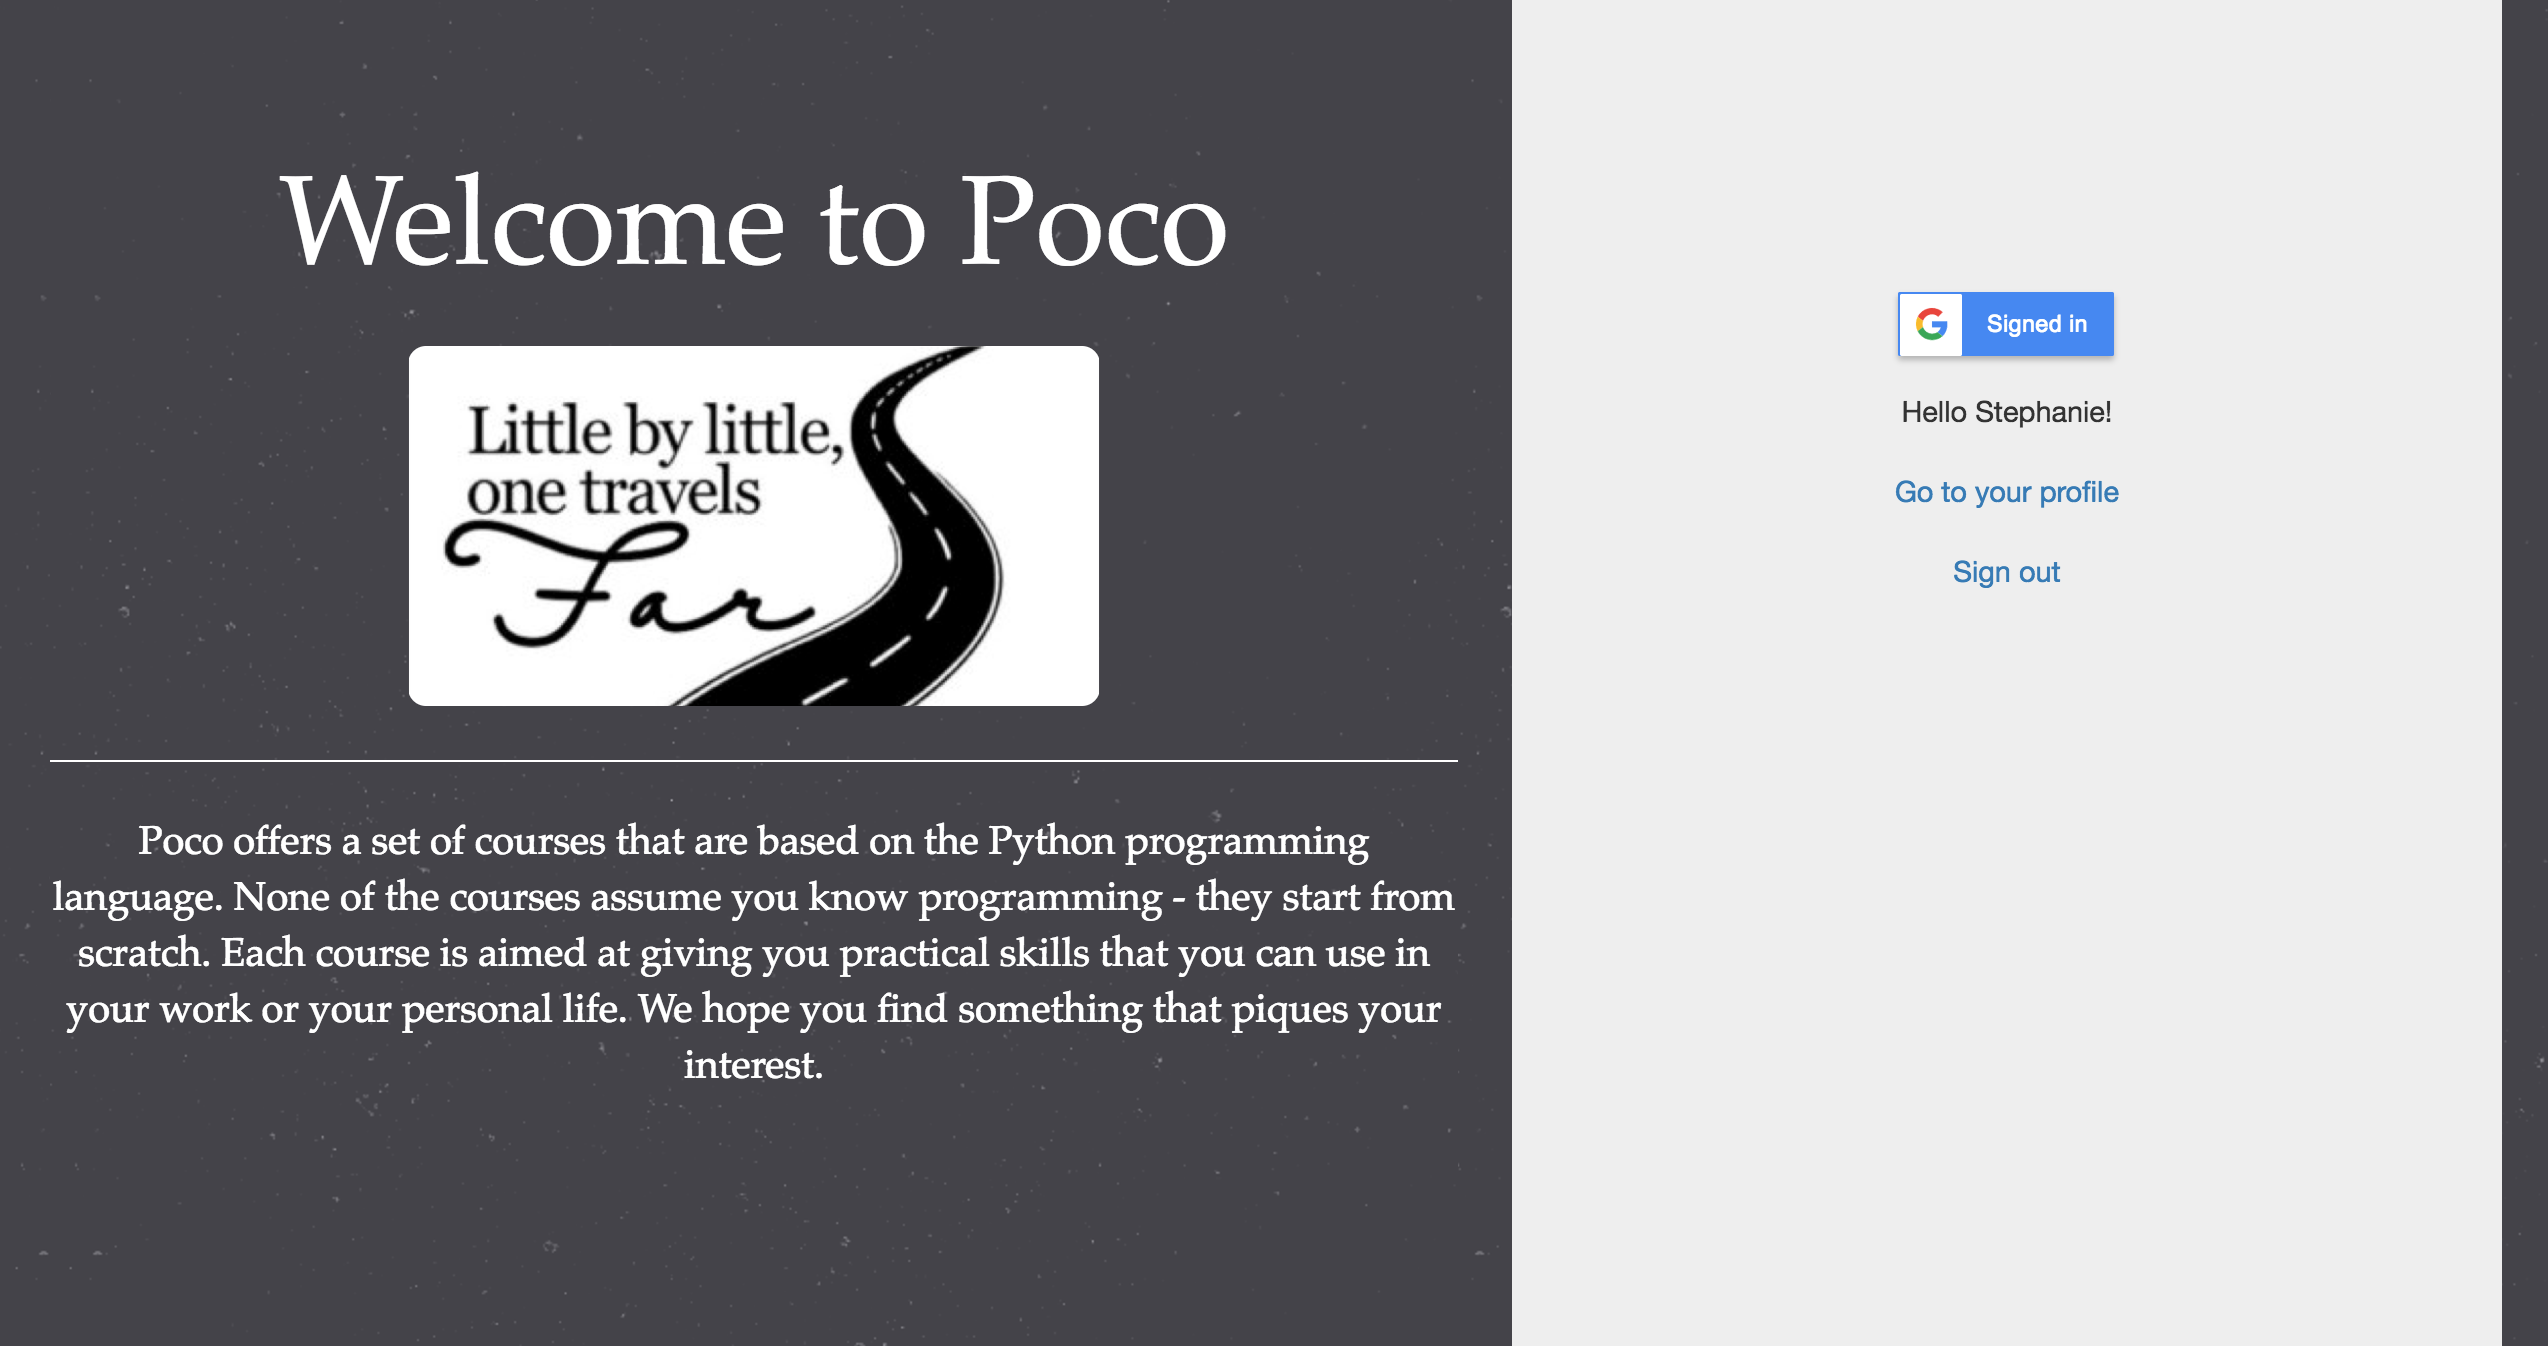 Welcome to Poco
Little by little,
one travels
Far
Poco offers a set of courses that are based on the Python programming
language. None of the courses assume you know programming - they start from
scratch. Each course is aimed at giving you practical skills that you can use in
your work or your personal life. We hope you find something that piques your
interest.
Signed in
Hello Stephanie!
Go to your profile
Sign out